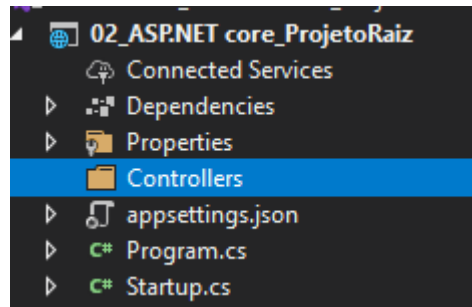 02_ASP.NET core_ProjetoRaiz
Connected Services
Dependencies
Properties
Controllers
appsettings.json
C# Program.cs
C# Startup.cs